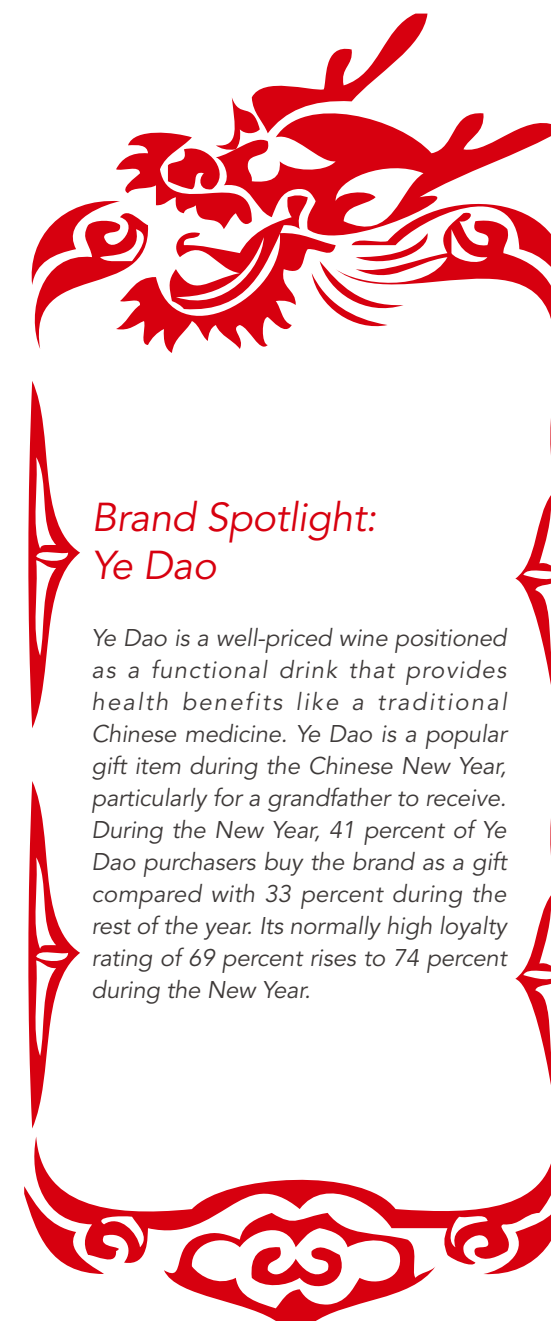 Brand Spotlight:
Ye Dao
Ye Dao is a well-priced wine positioned
as a functional drink that provides
health benefits like a traditional
Chinese medicine. Ye Dao is a popular
gift item during the Chinese New Year,
particularly for a grandfather to receive.
During the New Year, 41 percent of Ye
Dao purchasers buy the brand as a gift
compared with 33 percent during the
rest of the year. Its normally high loyalty
rating of 69 percent rises to 74 percent
during the New Year.